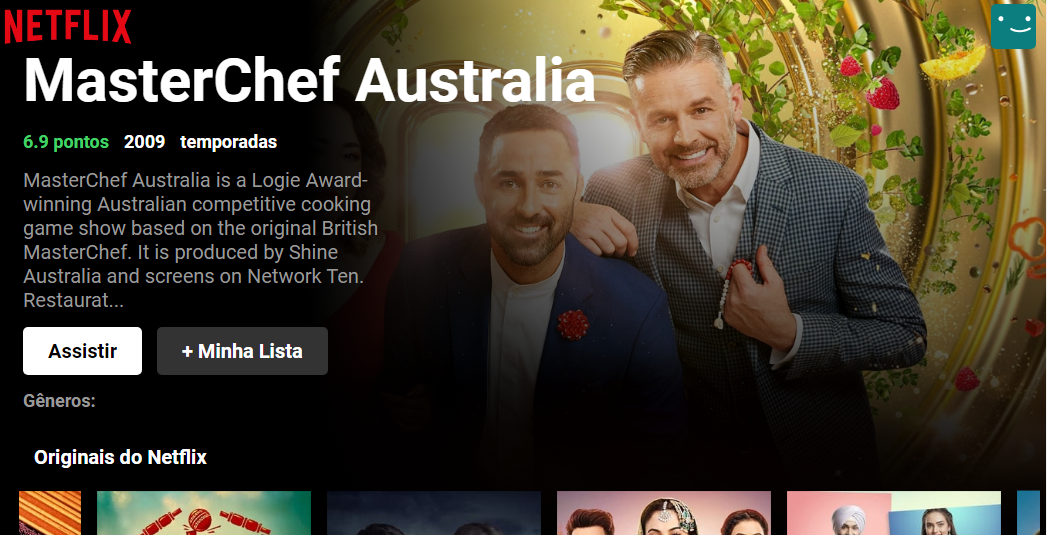 NETFLIX
MasterChef Australia
6.9 pontos 2009 temporadas
MasterChef Australia is a Logie Award-
winning Australian competitive cooking
game show based on the original British
MasterChef. It is produced by Shine
Australia and screens on Network Ten.
Restaurat...
Assistir + Minha Lista
Gêneros:
Originais do Netflix